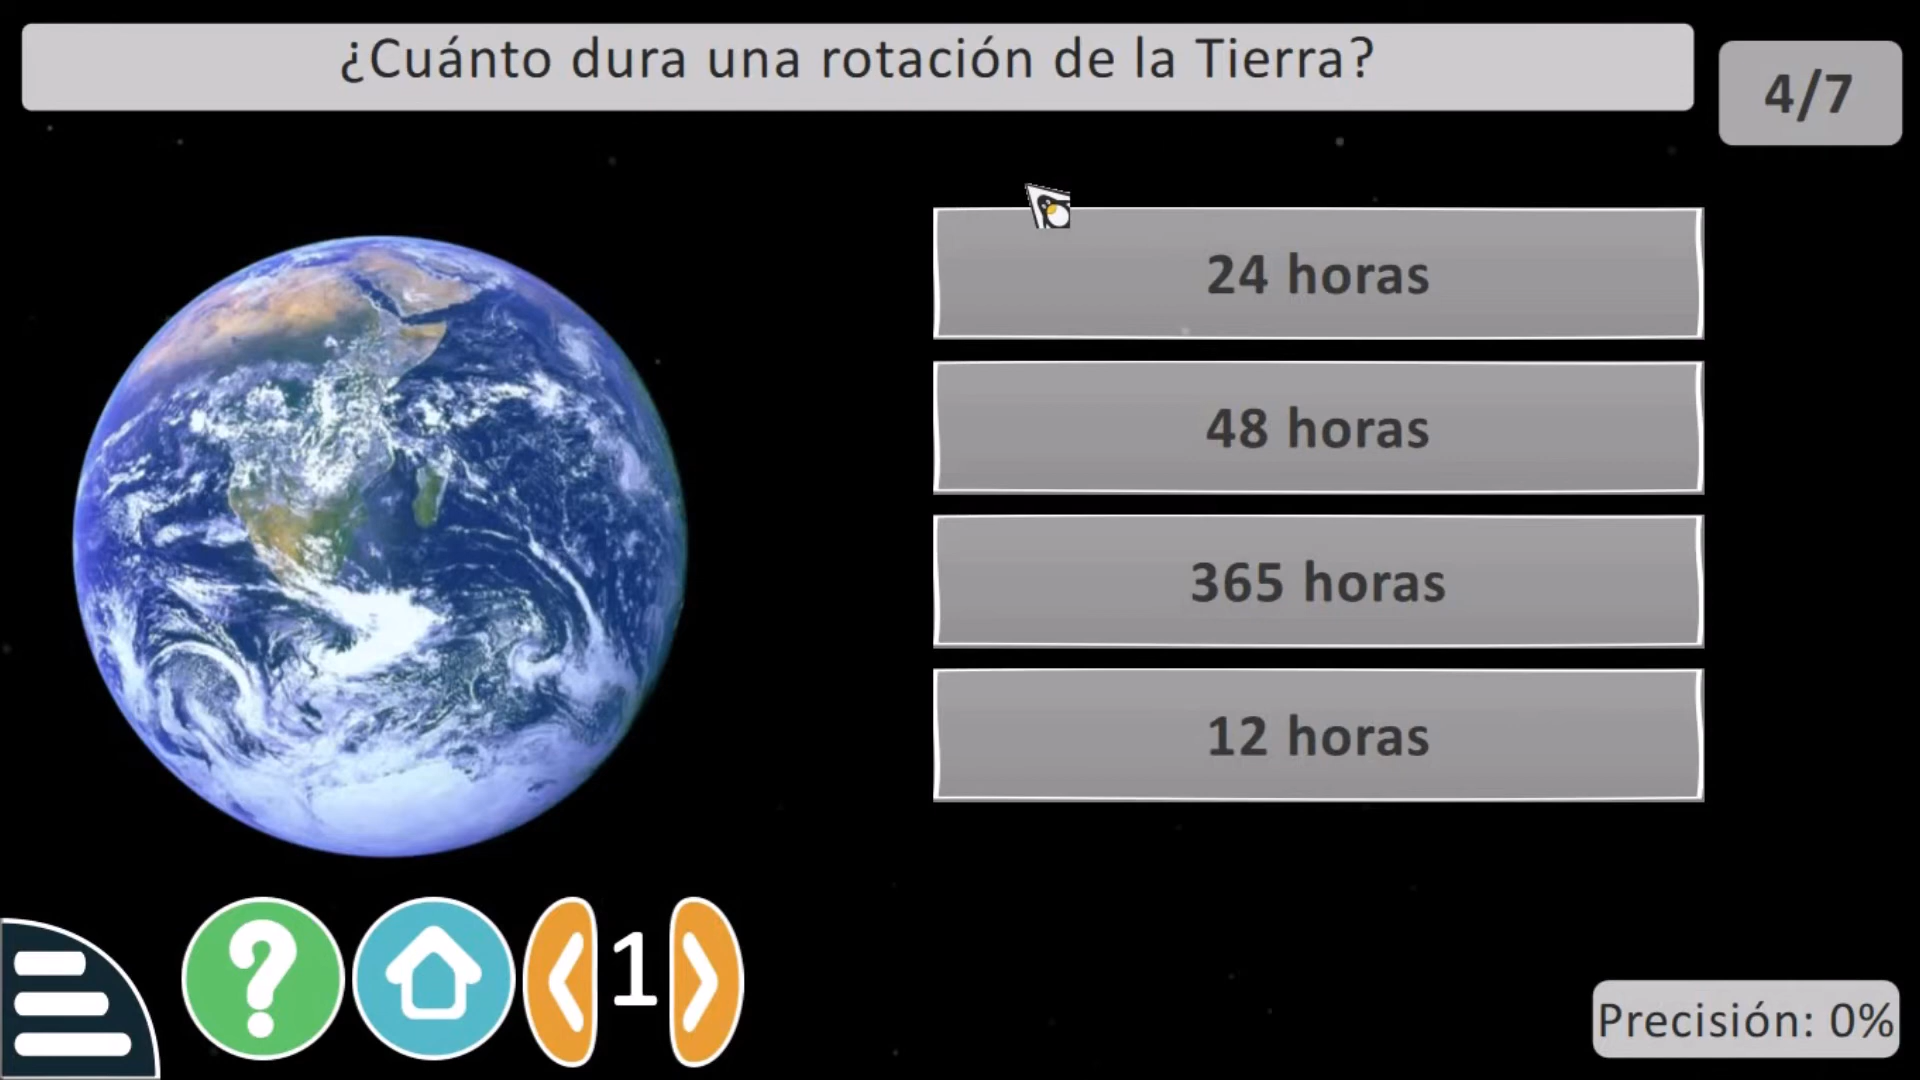 ¿Cuánto dura una rotación de la Tierra?
4/7
24 horas
48 horas
365 horas
12 horas
?
1
Precisión: 0%